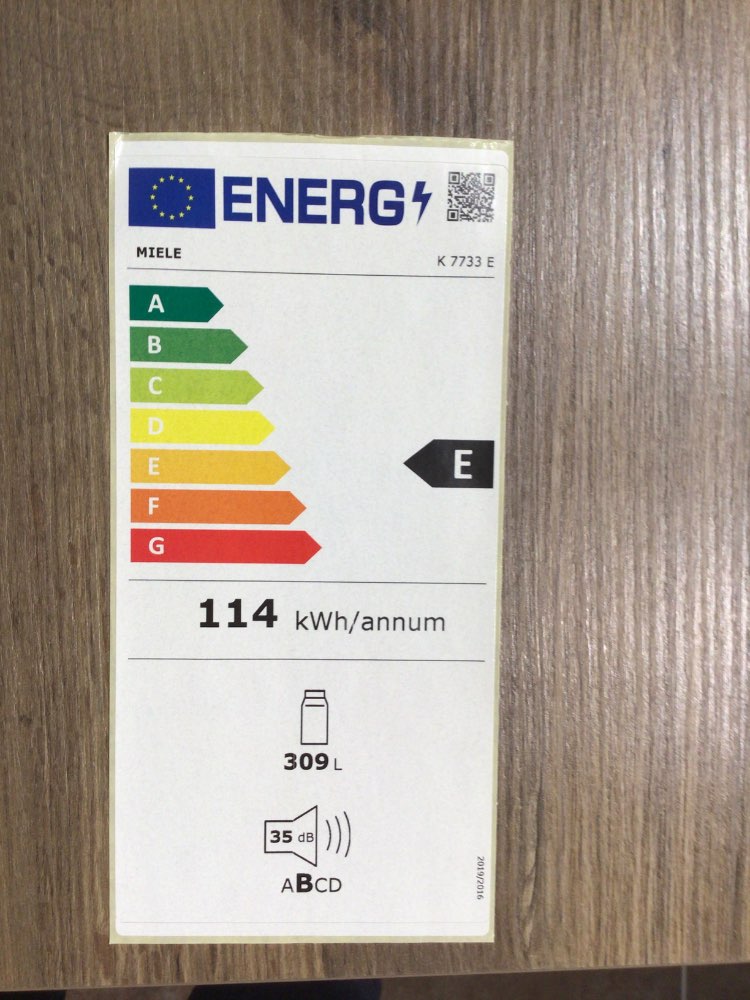 ENERG
MIELE
K 7733 E
A
B
C
D
E
E
F
G
114 kWh/annum
309 L
35 dB
ABCD
2019/2016